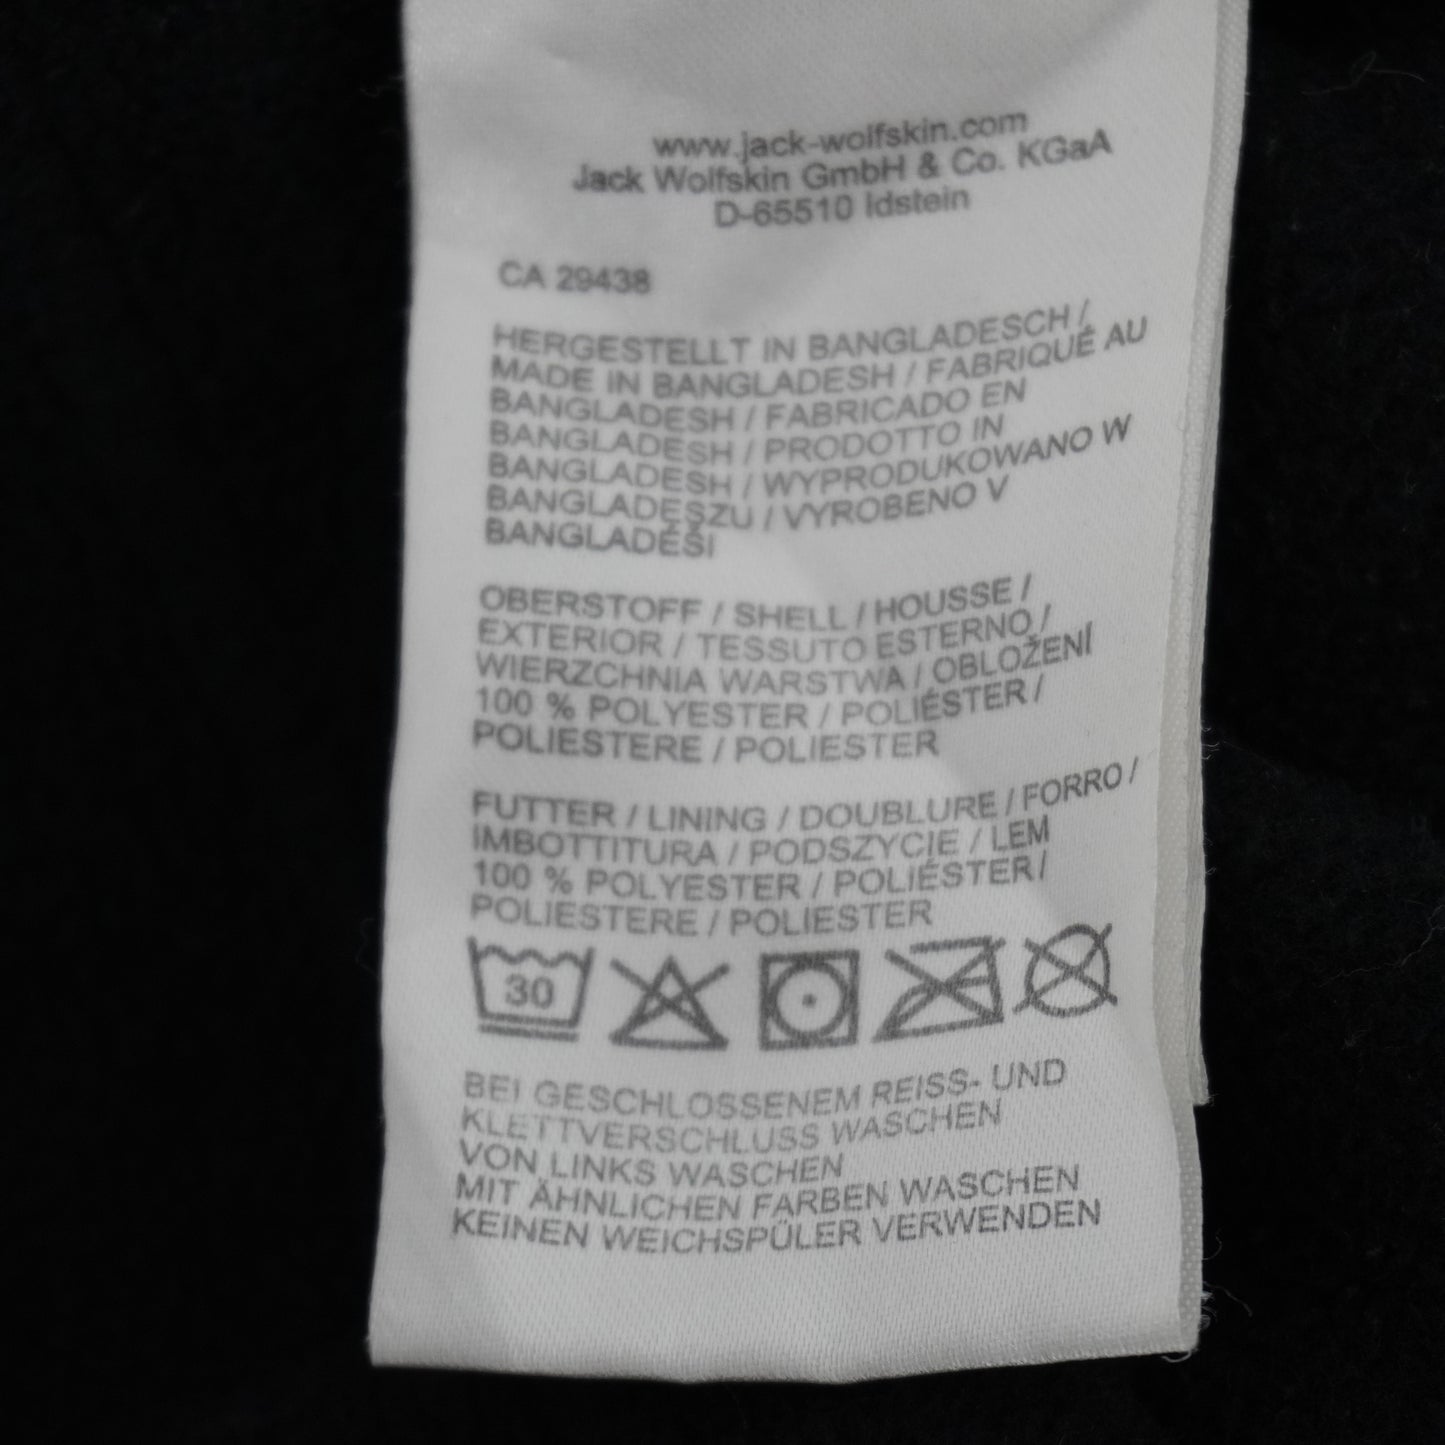 www.jack-wolfskin.com
Jack Wolfskin GmbH & Co. KGaA
D-65510 Idstein
CA 29438
HERGESTELLT IN BANGLADESCH /
MADE IN BANGLADESH / FABRIQUÉ AU
BANGLADESH / FABRICADO EN
BANGLADESH / PRODOTTO IN
BANGLADESH / WYPRODUKOWANO W
BANGLADESZU / VYROBENO V
BANGLADÉŠI
OBERSTOFF / SHELL / HOUSSE /
EXTERIOR / TESSUTO ESTERNO /
WIERZCHNIA WARSTWA / OBLOŽENÍ
100 % POLYESTER / POLIÉSTER /
POLIESTERE / POLIESTER
FUTTER / LINING / DOUBLURE / FORRO /
IMBOTTITURA / PODSZYCIE / LEM
100 % POLYESTER / POLIÉSTER /
POLIESTERE / POLIESTER
30
BEI GESCHLOSSENEM REISS- UND
KLETTVERSCHLUSS WASCHEN
VON LINKS WASCHEN
MIT ÄHNLICHEN FARBEN WASCHEN
KEINEN WEICHSPÜLER VERWENDEN